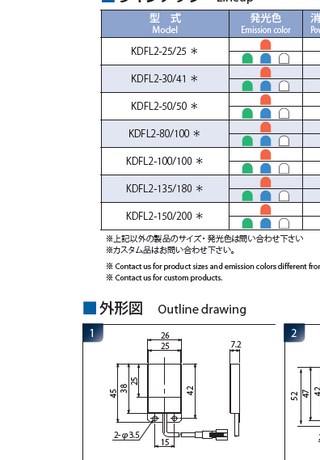 Lineup
型 式
Model
発光色
Emission color
消
KDFL2-25/25 ＊
KDFL2-30/41 ＊
KDFL2-50/50 ＊
KDFL2-80/100 ＊
KDFL2-100/100 ＊
KDFL2-135/180 ＊
KDFL2-150/200 ＊
※上記以外の製品のサイズ・発光色は問い合わせ下さい
※カスタム品はお問い合わせ下さい。
※ Contact us for product sizes and emission colors different from
※ Contact us for custom products.
外形図 Outline drawing
1
2
26
25
7.2
45
38
25
42
52
47
42
2-φ3.5
15